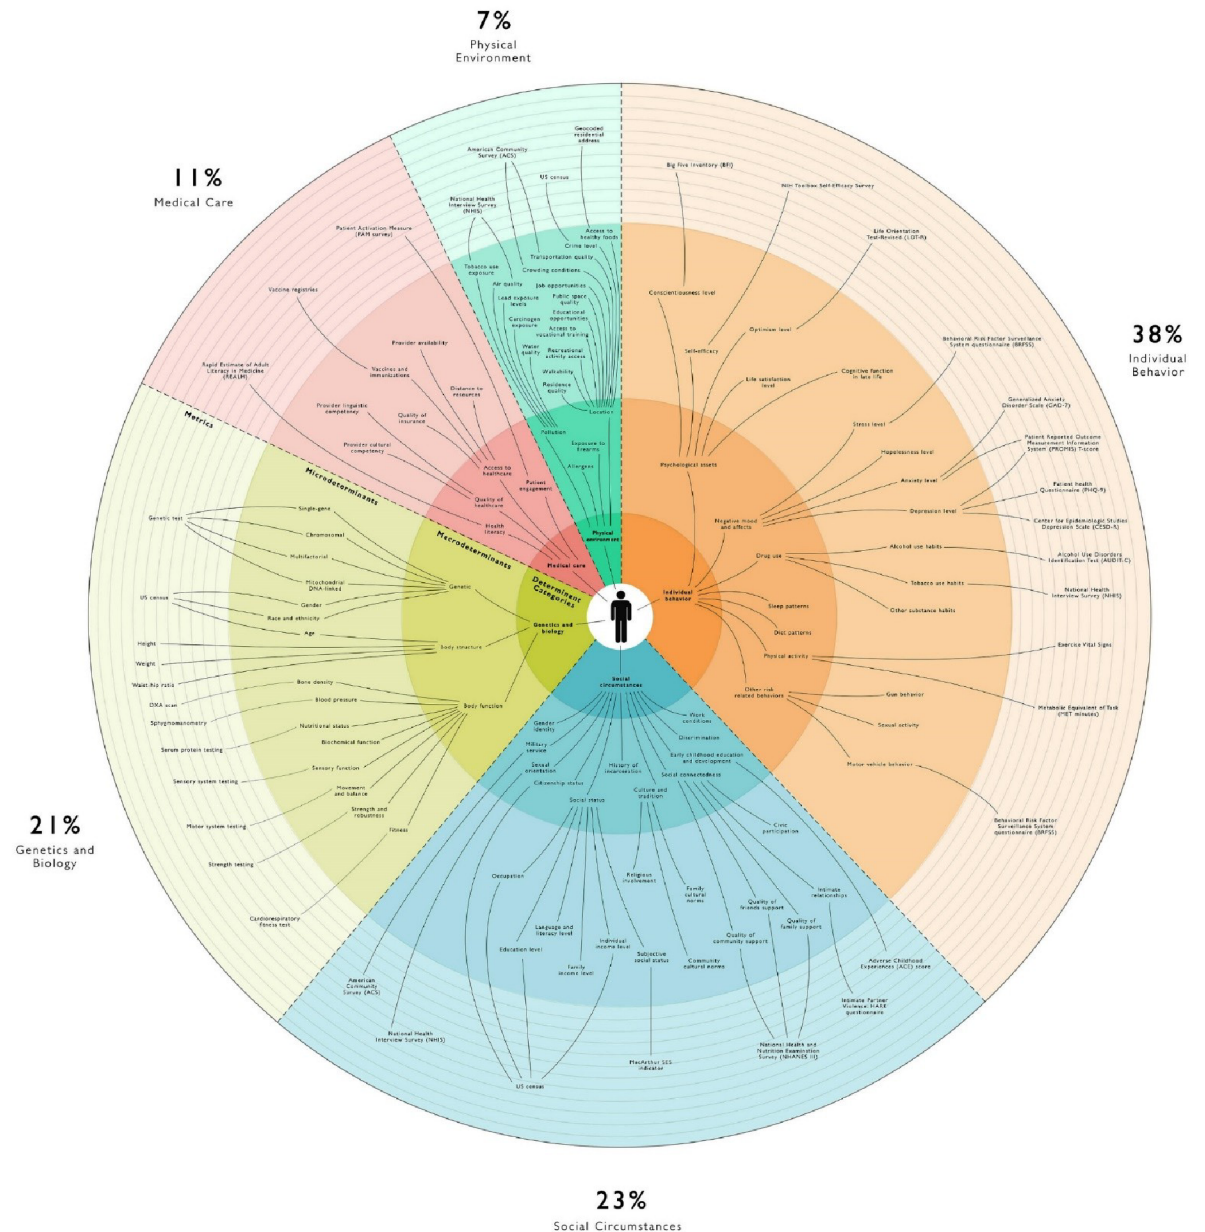 7%
Physical
Environment
11%
Medical Care
38%
Individual
Behavior
21%
Genetics and
Biology
23%
Social Circumstances
Geocoded
residential
address
American Community
Survey (ACS)
US census
National Health
Interview Survey
(NHIS)
Access to
healthy foods
Crime level
Transportation quality
Tobacco use
exposure
Crowding conditions
Air quality
Job opportunities
Lead exposure
levels
Public space
quality
Educational
opportunities
Carcinogen
exposure
Access to
vocational training
Water
quality
Recreational
activity access
Walkability
Residence
quality
Location
Pollution
Exposure to
firearms
Allergens
Physical
environment
Patient Activation Measure
(PAM survey)
Vaccine registries
Rapid Estimate of Adult
Literacy in Medicine
(REALM)
Provider availability
Vaccines and
immunizations
Distance to
resources
Provider linguistic
competency
Quality of
insurance
Provider cultural
competency
Access to
healthcare
Patient
engagement
Quality of
healthcare
Health
literacy
Medical care
Metrics
Microdeterminants
Macrodeterminants
Determinant
Categories
Big Five Inventory (BFI)
NIH Toolbox Self-Efficacy Survey
Life Orientation
Test-Revised (LOT-R)
Conscientiousness level
Optimism level
Behavioral Risk Factor Surveillance
System questionnaire (BRFSS)
Self-efficacy
Life satisfaction
level
Cognitive function
in late life
Generalized Anxiety
Disorder Scale (GAD-7)
Stress level
Patient Reported Outcome
Measurement Information
System (PROMIS) T-score
Hopelessness level
Psychological assets
Anxiety level
Patient Health
Questionnaire (PHQ-9)
Depression level
Negative mood
and affects
Center for Epidemiologic Studies
Depression Scale (CESD-R)
Alcohol use habits
Drug use
Alcohol Use Disorders
Identification Test (AUDIT-C)
Tobacco use habits
National Health
Interview Survey (NHIS)
Individual
behavior
Sleep patterns
Other substance habits
Diet patterns
Exercise Vital Signs
Physical activity
Other risk
related behaviors
Gun behavior
Metabolic Equivalent of Task
(MET minutes)
Sexual activity
Motor vehicle behavior
Behavioral Risk Factor
Surveillance System
questionnaire (BRFSS)
Genetic test
Single-gene
Chromosomal
Multifactorial
Mitochondrial
DNA-linked
Genetic
US census
Gender
Race and ethnicity
Age
Genetics and
biology
Height
Body structure
Weight
Waist-hip ratio
Bone density
DXA scan
Blood pressure
Body function
Sphygmomanometry
Nutritional status
Serum protein testing
Biochemical function
Sensory system testing
Sensory function
Movement
and balance
Motor system testing
Strength and
robustness
Fitness
Strength testing
Cardiorespiratory
fitness test
Social
circumstances
Gender
identity
Work
conditions
Military
service
Discrimination
Sexual
orientation
History of
incarceration
Early childhood education
and development
Social connectedness
Citizenship status
Culture and
tradition
Social status
Civic
participation
Occupation
Religious
involvement
Family
cultural
norms
Intimate
relationships
Quality of
friends support
Quality of
family support
Language and
literacy level
Quality of
community support
Education level
Individual
income level
Subjective
social status
Community
cultural norms
Family
income level
Adverse Childhood
Experiences (ACE) score
American
Community
Survey (ACS)
Intimate Partner
Violence HARK
questionnaire
National Health
Interview Survey (NHIS)
National Health and
Nutrition Examination
Survey (NHANES III)
MacArthur SES
indicator
US census